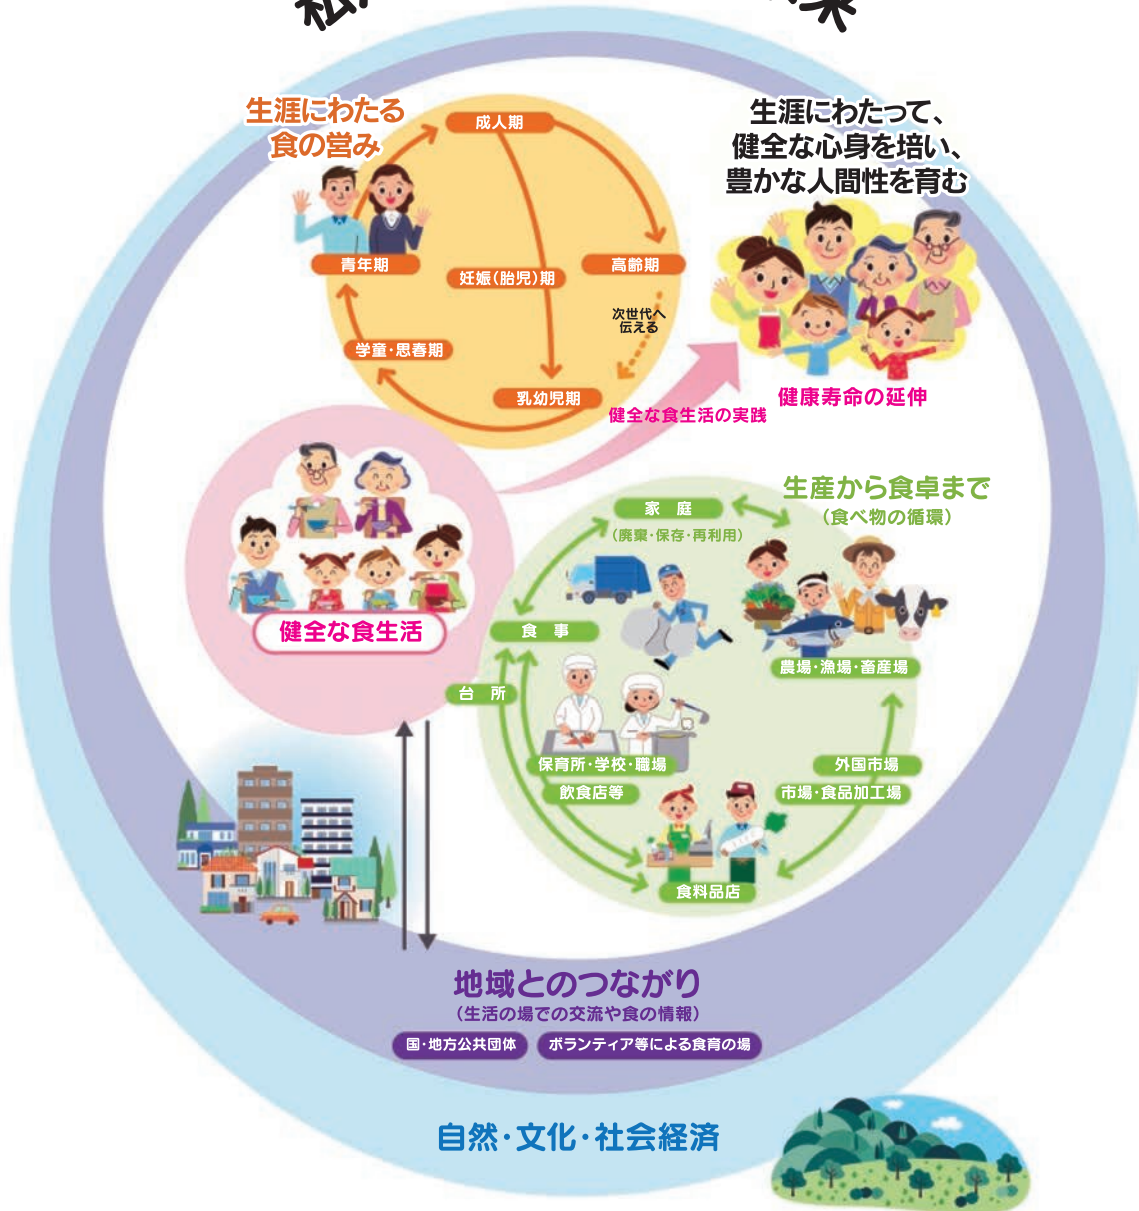 生涯にわたる
食の営み
成人期
青年期
妊娠(胎児)期
高齢期
次世代へ
伝える
学童・思春期
乳幼児期
生涯にわたって、
健全な心身を培い、
豊かな人間性を育む
健康寿命の延伸
健全な食生活の実践
健全な食生活
生産から食卓まで
(食べ物の循環)
家 庭
(廃棄・保存・再利用)
食 事
農場・漁場・畜産場
台 所
保育所・学校・職場
飲食店等
外国市場
市場・食品加工場
食料品店
地域とのつながり
(生活の場での交流や食の情報)
国・地方公共団体
ボランティア等による食育の場
自然・文化・社会経済